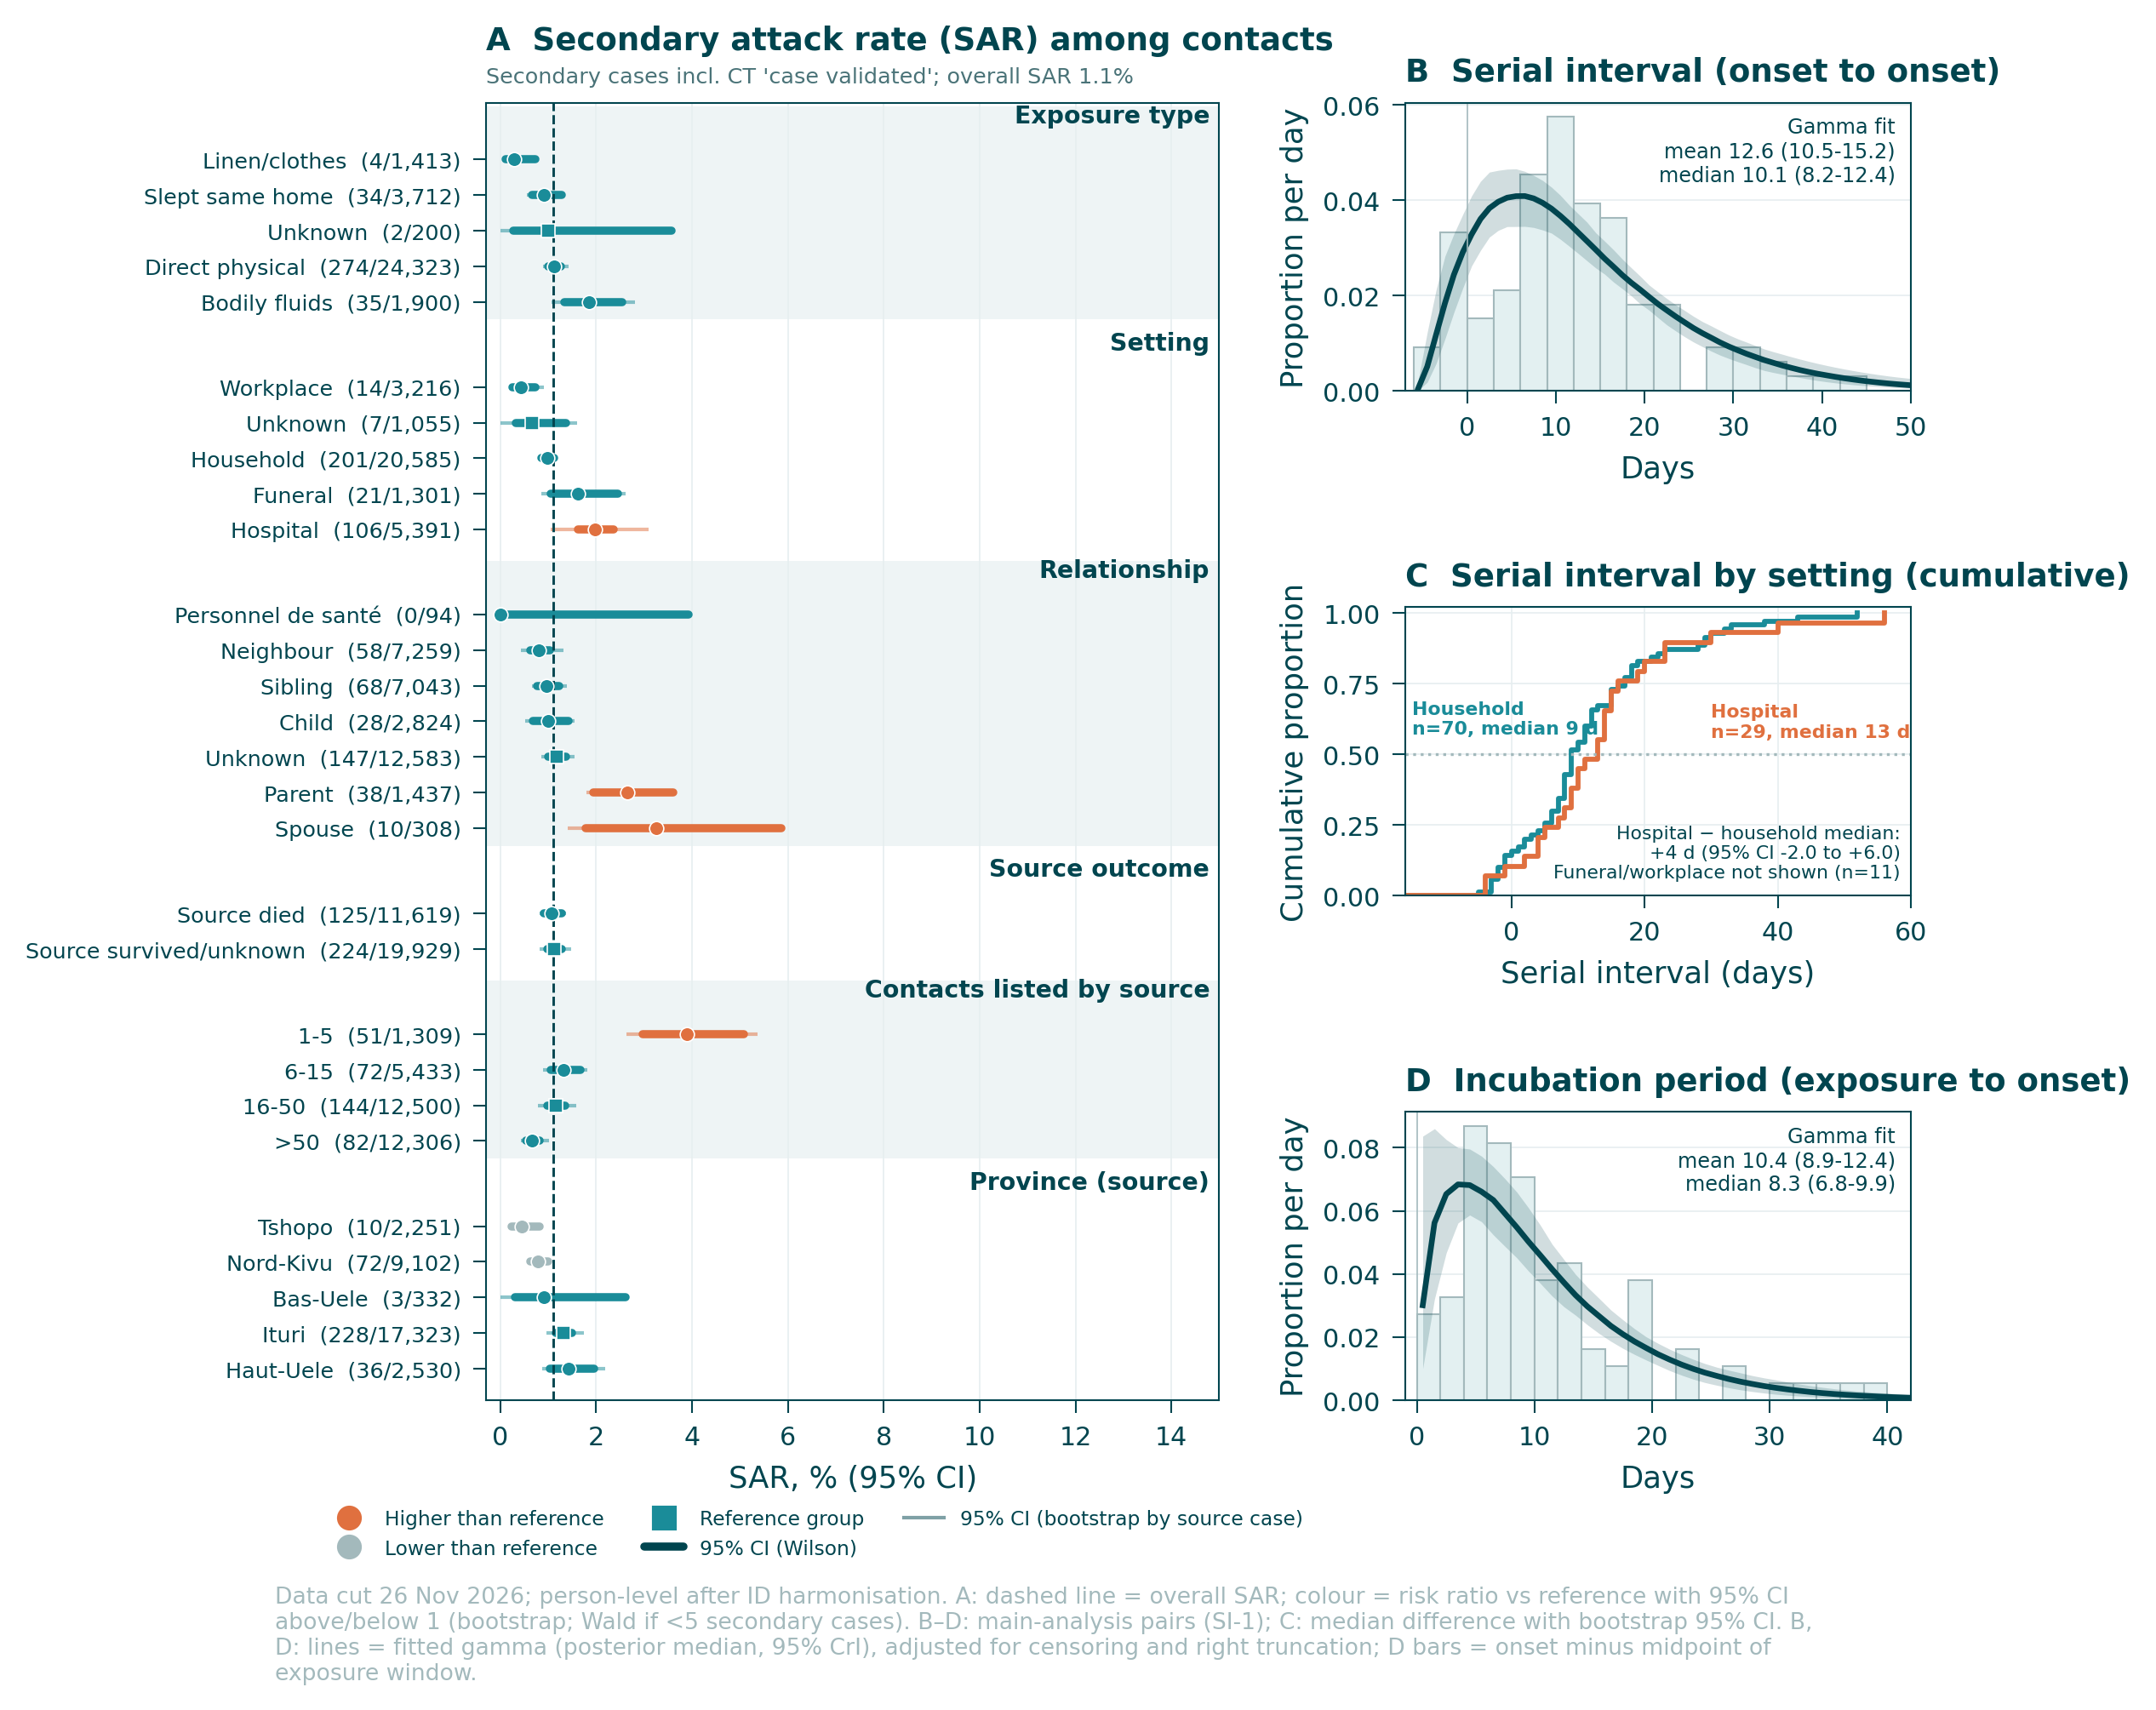 A  Secondary attack rate (SAR) among contacts
Secondary cases incl. CT 'case validated'; overall SAR 1.1%
Exposure type
Linen/clothes  (4/1,413)
Slept same home  (34/3,712)
Unknown  (2/200)
Direct physical  (274/24,323)
Bodily fluids  (35/1,900)
Setting
Workplace  (14/3,216)
Unknown  (7/1,055)
Household  (201/20,585)
Funeral  (21/1,301)
Hospital  (106/5,391)
Relationship
Personnel de santé  (0/94)
Neighbour  (58/7,259)
Sibling  (68/7,043)
Child  (28/2,824)
Unknown  (147/12,583)
Parent  (38/1,437)
Spouse  (10/308)
Source outcome
Source died  (125/11,619)
Source survived/unknown  (224/19,929)
Contacts listed by source
1-5  (51/1,309)
6-15  (72/5,433)
16-50  (144/12,500)
>50  (82/12,306)
Province (source)
Tshopo  (10/2,251)
Nord-Kivu  (72/9,102)
Bas-Uele  (3/332)
Ituri  (228/17,323)
Haut-Uele  (36/2,530)
0 2 4 6 8 10 12 14
SAR, % (95% CI)
Higher than reference
Lower than reference
Reference group
95% CI (Wilson)
95% CI (bootstrap by source case)
B  Serial interval (onset to onset)
Proportion per day
0.06
0.04
0.02
0.00
Gamma fit
mean 12.6 (10.5-15.2)
median 10.1 (8.2-12.4)
0 10 20 30 40 50
Days
C  Serial interval by setting (cumulative)
Cumulative proportion
1.00
0.75
0.50
0.25
0.00
Household
n=70, median 9 d
Hospital
n=29, median 13 d
Hospital − household median:
+4 d (95% CI -2.0 to +6.0)
Funeral/workplace not shown (n=11)
0 20 40 60
Serial interval (days)
D  Incubation period (exposure to onset)
Proportion per day
0.08
0.06
0.04
0.02
0.00
Gamma fit
mean 10.4 (8.9-12.4)
median 8.3 (6.8-9.9)
0 10 20 30 40
Days
Data cut 26 Nov 2026; person-level after ID harmonisation. A: dashed line = overall SAR; colour = risk ratio vs reference with 95% CI
above/below 1 (bootstrap; Wald if <5 secondary cases). B–D: main-analysis pairs (SI-1); C: median difference with bootstrap 95% CI. B,
D: lines = fitted gamma (posterior median, 95% CrI), adjusted for censoring and right truncation; D bars = onset minus midpoint of
exposure window.